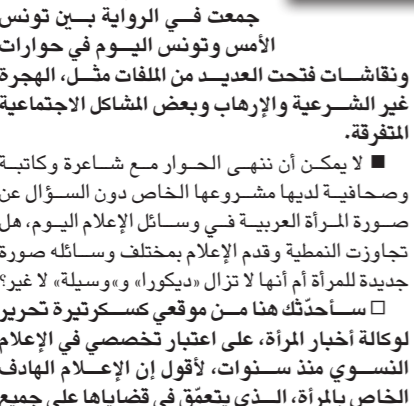 جمعت في الرواية بين تونس
الأمس وتونس اليوم في حوارات
ونقاشات فتحت العديد من الملفات مثل، الهجرة
غير الشرعية والإرهاب وبعض المشاكل الاجتماعية
المتفرقة.
■ لا يمكن أن ننهي الحوار مع شاعرة وكاتبة
وصحافية لديها مشروعها الخاص دون السؤال عن
صورة المرأة العربية في وسائل الإعلام اليوم، هل
تجاوزت النمطية وقدم الإعلام بمختلف وسائله صورة
جديدة للمرأة أم أنها لا تزال «ديكورا» و«وسيلة» لا غير؟
□ سأحدّثك هنا من موقعي كسكرتيرة تحرير
لوكالة أخبار المرأة، على اعتبار تخصصي في الإعلام
النسوي منذ سنوات، لأقول إن الإعلام الهادف
الخاص بالمرأة، الذي يتعمّق في قضاياها على جميع